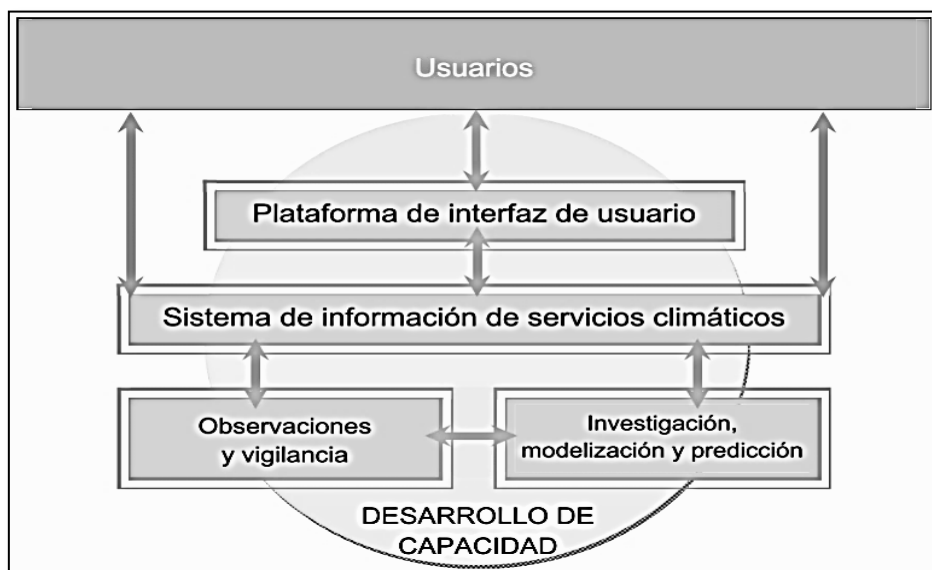 Usuarios
Plataforma de interfaz de usuario
Sistema de información de servicios climáticos
Observaciones
y vigilancia
Investigación,
modelización y predicción
DESARROLLO DE
CAPACIDAD